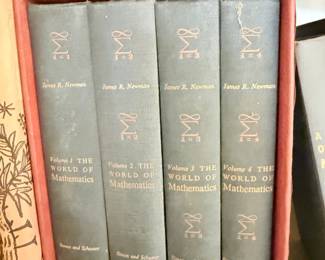 James R. Newman
Volume 1 THE
WORLD OF
Mathematics
Simon and Schuster
James R. Newman
Volume 2 THE
WORLD OF
Mathematics
Simon and Schuster
James R. Newman
Volume 3 THE
WORLD OF
Mathematics
James R. Newman
Volume 4 THE
WORLD OF
Mathematics